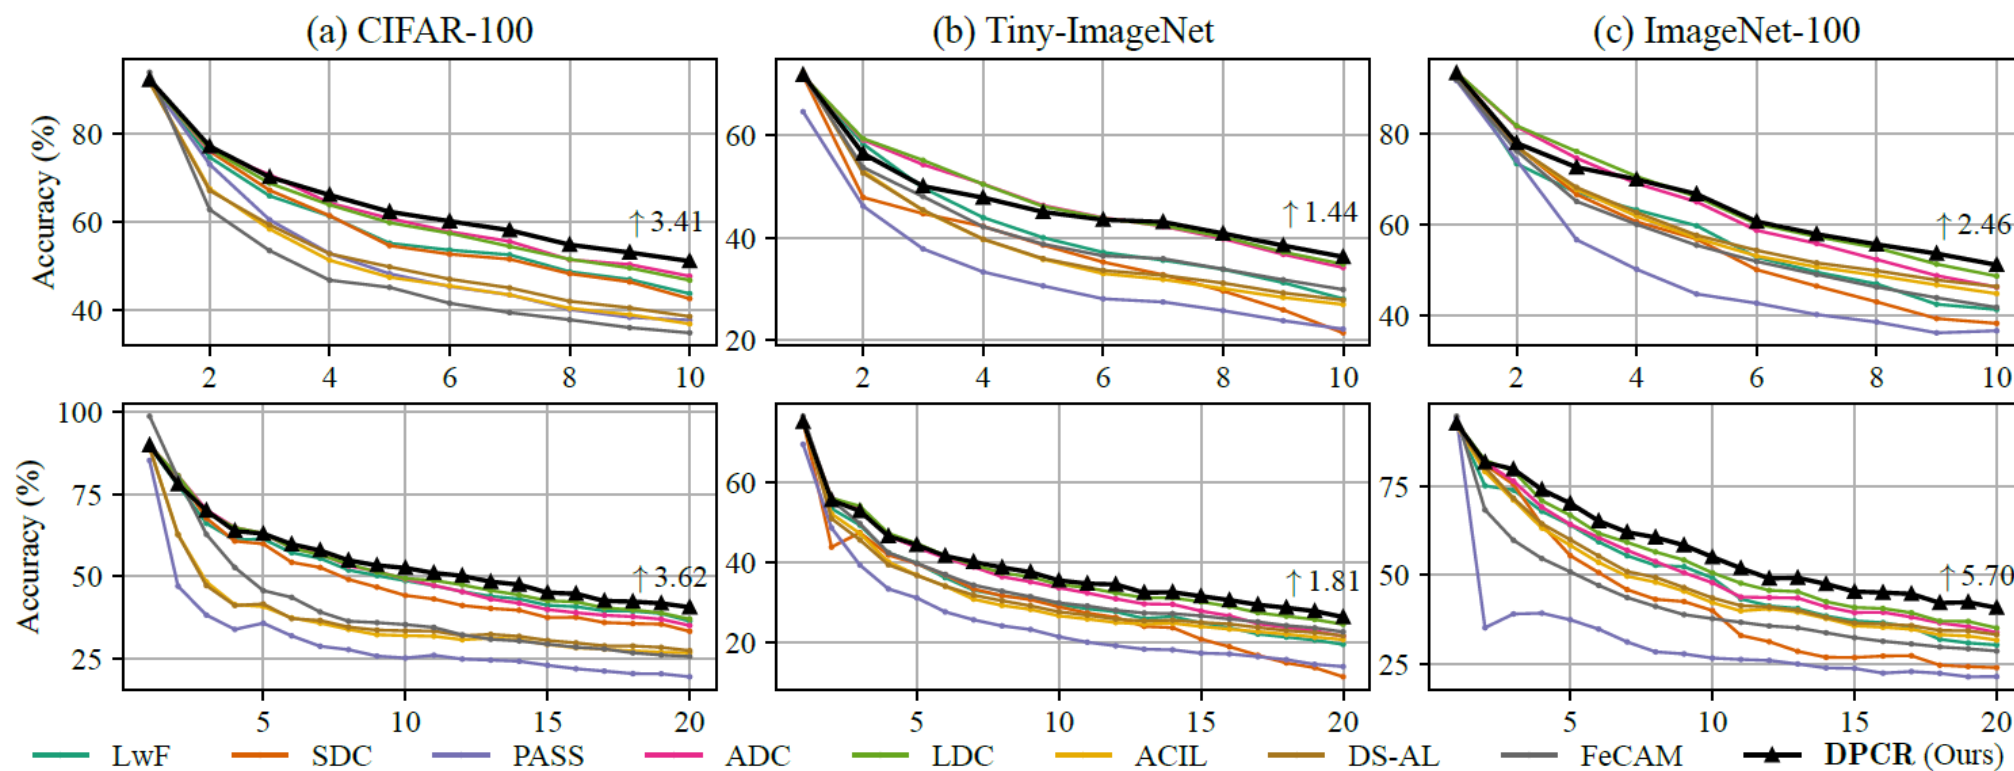 (a) CIFAR-100 (b) Tiny-ImageNet (c) ImageNet-100
Accuracy (%)
80
60
40
↑3.41
2 4 6 8 10
60
40
20
↑1.44
2 4 6 8 10
80
60
40
↑2.46
2 4 6 8 10
Accuracy (%)
100
75
50
25
↑3.62
5 10 15 20
60
40
20
↑1.81
5 10 15 20
75
50
25
↑5.70
5 10 15 20
LwF SDC PASS ADC LDC ACIL DS-AL FeCAM DPCR (Ours)